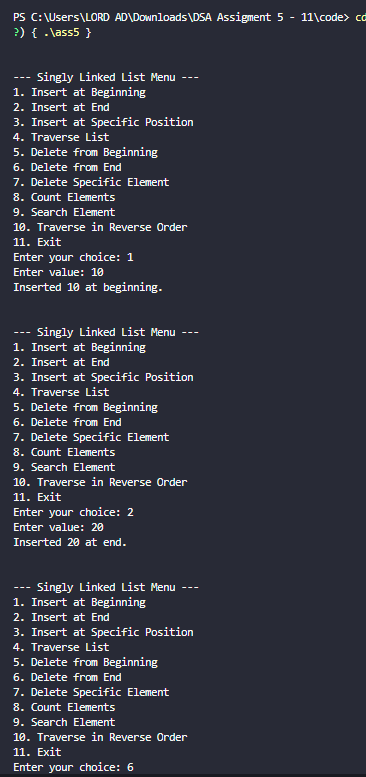 PS C:\Users\LORD AD\Downloads\DSA Assigment 5 - 11\code> cd
?) { .\ass5 }
--- Singly Linked List Menu ---
1. Insert at Beginning
2. Insert at End
3. Insert at Specific Position
4. Traverse List
5. Delete from Beginning
6. Delete from End
7. Delete Specific Element
8. Count Elements
9. Search Element
10. Traverse in Reverse Order
11. Exit
Enter your choice: 1
Enter value: 10
Inserted 10 at beginning.
--- Singly Linked List Menu ---
1. Insert at Beginning
2. Insert at End
3. Insert at Specific Position
4. Traverse List
5. Delete from Beginning
6. Delete from End
7. Delete Specific Element
8. Count Elements
9. Search Element
10. Traverse in Reverse Order
11. Exit
Enter your choice: 2
Enter value: 20
Inserted 20 at end.
--- Singly Linked List Menu ---
1. Insert at Beginning
2. Insert at End
3. Insert at Specific Position
4. Traverse List
5. Delete from Beginning
6. Delete from End
7. Delete Specific Element
8. Count Elements
9. Search Element
10. Traverse in Reverse Order
11. Exit
Enter your choice: 6